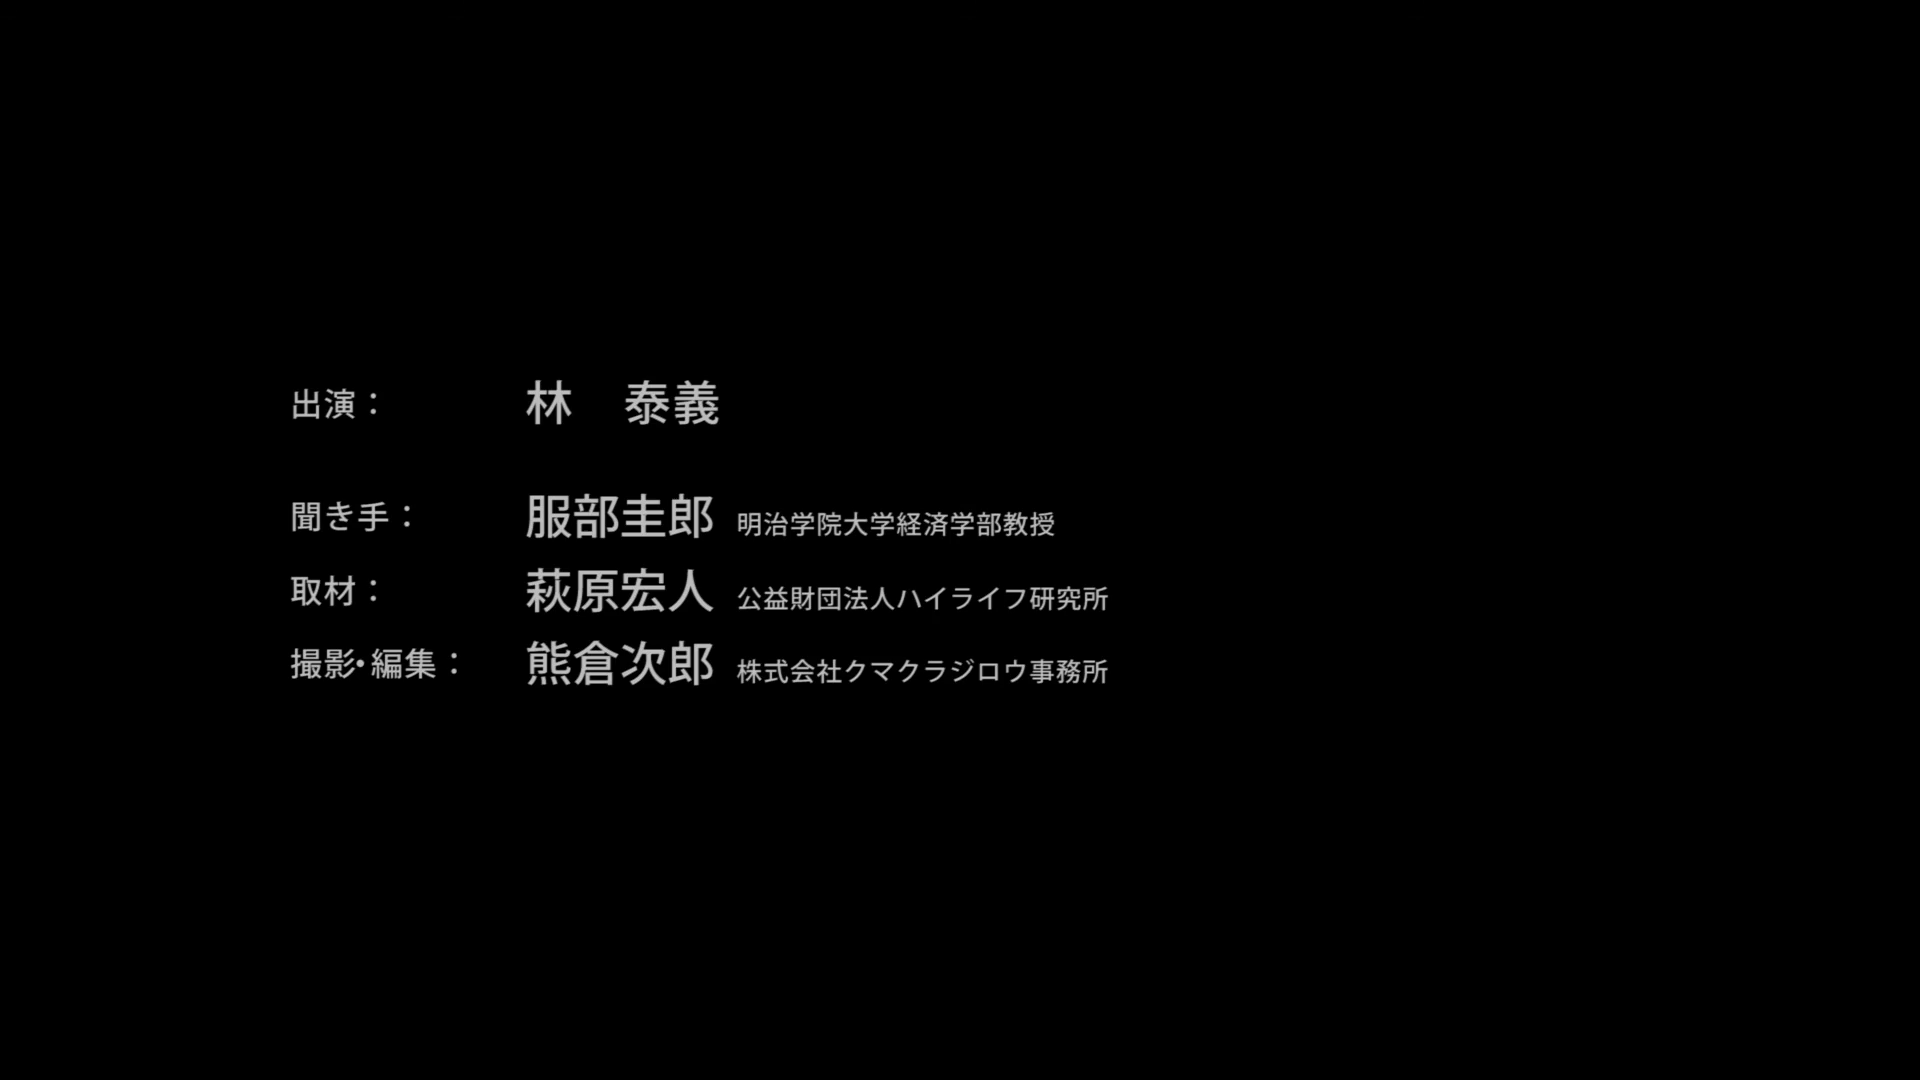 出演： 林　泰義
聞き手： 服部圭郎 明治学院大学経済学部教授
取材： 萩原宏人 公益財団法人ハイライフ研究所
撮影・編集： 熊倉次郎 株式会社クマクラジロウ事務所